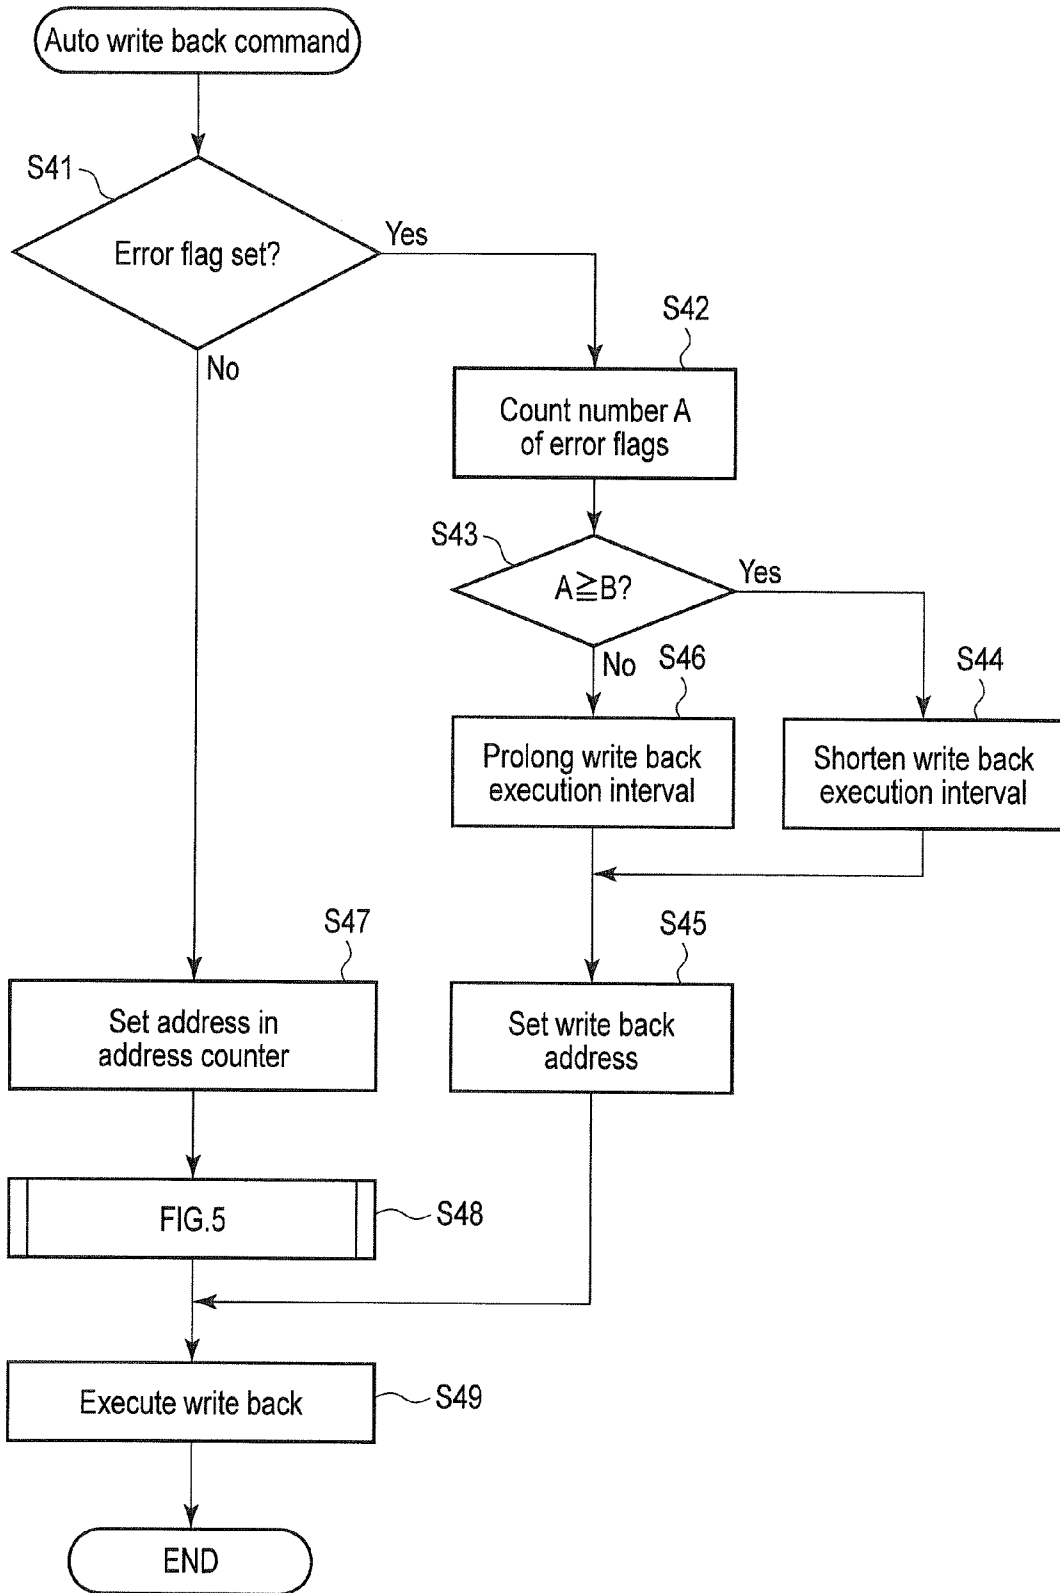 Auto write back command
S41
Error flag set?
Yes
No
S42
Count number A
of error flags
S43
A≧B?
Yes
No
S46
S44
Prolong write back
execution interval
Shorten write back
execution interval
S47
S45
Set address in
address counter
Set write back
address
FIG.5
S48
Execute write back
S49
END